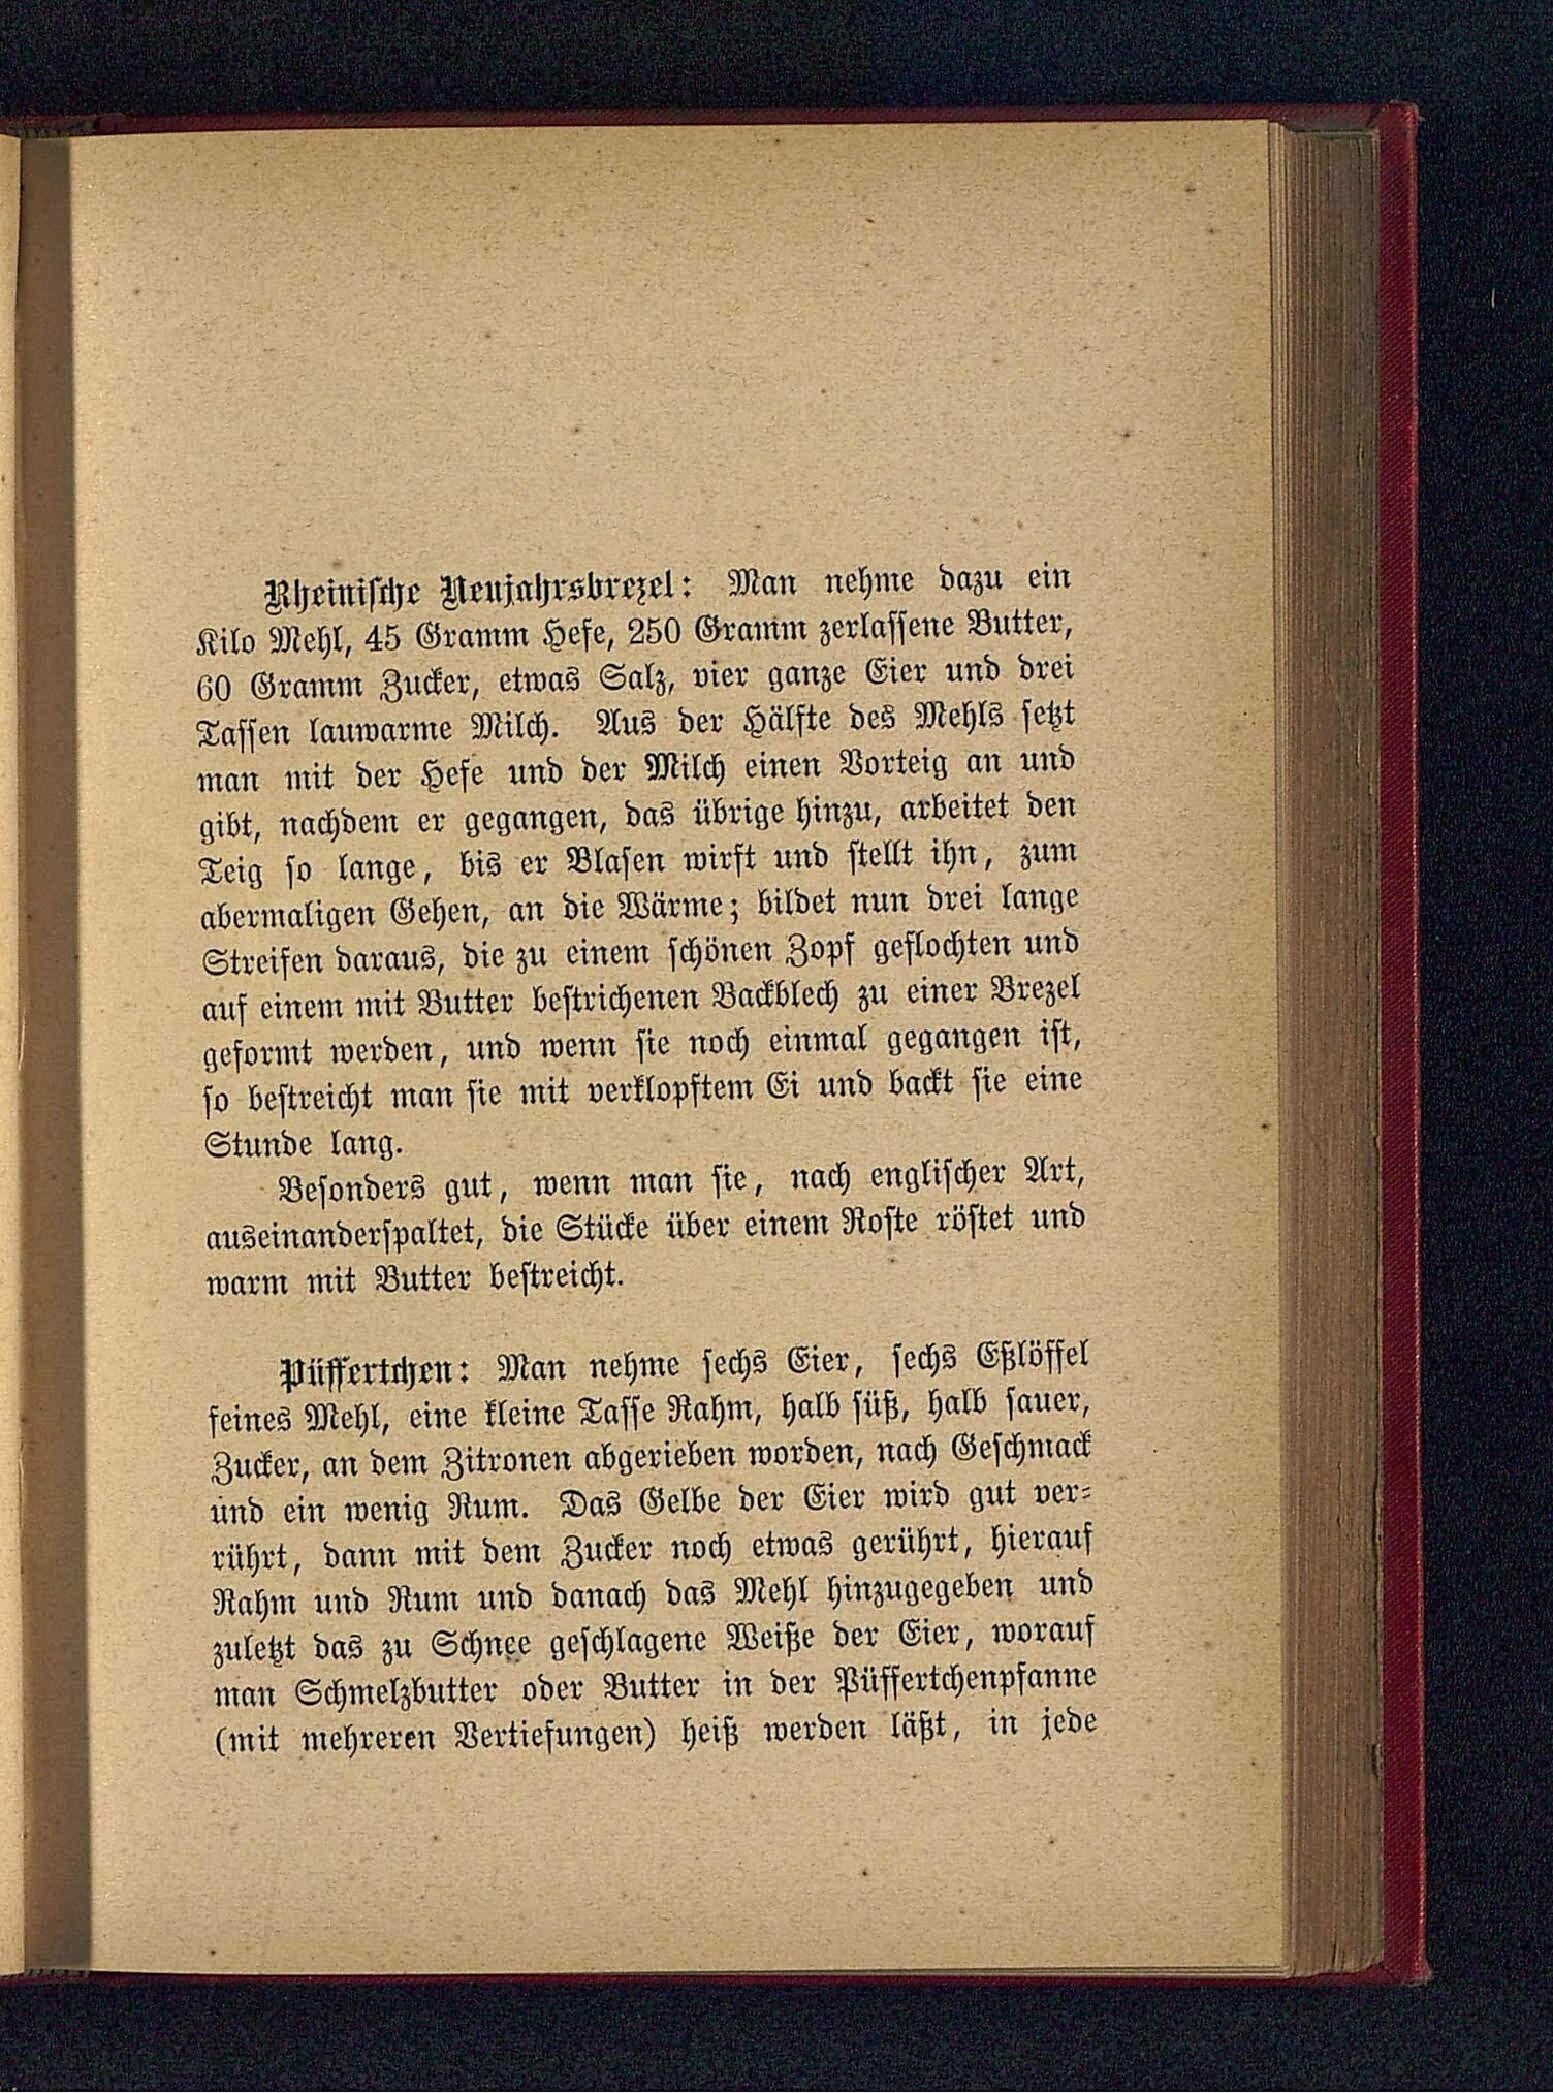 Rheinische Neujahrsbrezel: Man nehme dazu ein
Kilo Mehl, 45 Gramm Hefe, 250 Gramm zerlassene Butter,
60 Gramm Zucker, etwas Salz, vier ganze Eier und drei
Tassen lauwarme Milch. Aus der Hälfte des Mehls setzt
man mit der Hefe und der Milch einen Vorteig an und
gibt, nachdem er gegangen, das übrige hinzu, arbeitet den
Teig so lange, bis er Blasen wirft und stellt ihn, zum
abermaligen Gehen, an die Wärme; bildet nun drei lange
Streifen daraus, die zu einem schönen Zopf geflochten und
auf einem mit Butter bestrichenen Backblech zu einer Brezel
geformt werden, und wenn sie noch einmal gegangen ist,
so bestreicht man sie mit verklopftem Ei und backt sie eine
Stunde lang.
Besonders gut, wenn man sie, nach englischer Art,
auseinanderspaltet, die Stücke über einem Roste röstet und
warm mit Butter bestreicht.
Püffertchen: Man nehme sechs Eier, sechs Eßlöffel
feines Mehl, eine kleine Tasse Rahm, halb süß, halb sauer,
Zucker, an dem Zitronen abgerieben worden, nach Geschmack
und ein wenig Rum. Das Gelbe der Eier wird gut ver-
rührt, dann mit dem Zucker noch etwas gerührt, hierauf
Rahm und Rum und danach das Mehl hinzugegeben und
zuletzt das zu Schnee geschlagene Weiße der Eier, worauf
man Schmelzbutter oder Butter in der Püffertchenpfanne
(mit mehreren Vertiefungen) heiß werden läßt, in jede